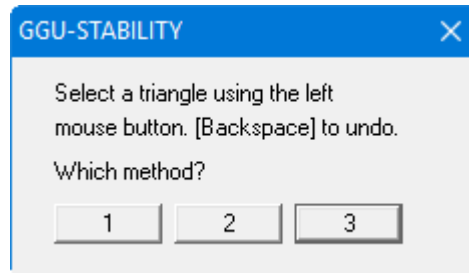 GGU-STABILITY
Select a triangle using the left
mouse button. [Backspace] to undo.
Which method?
1 2 3